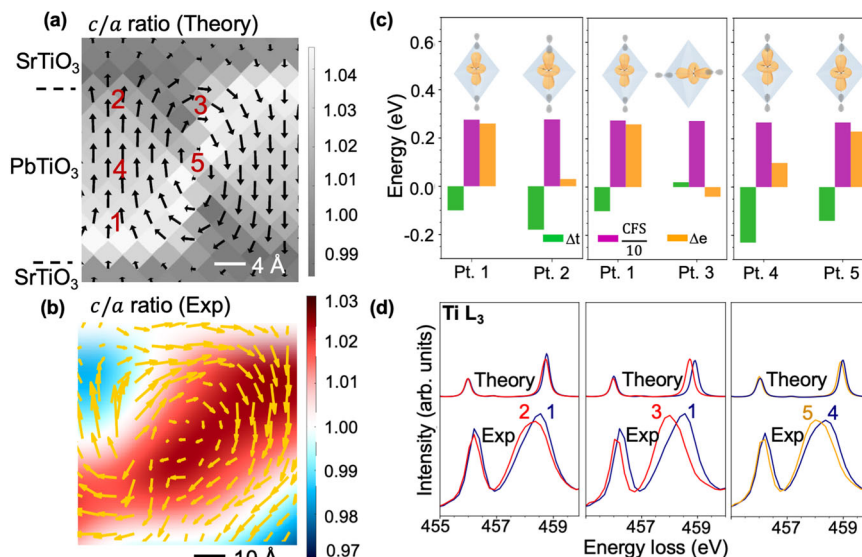 (a)
c/a ratio (Theory)
SrTiO₃
PbTiO₃
SrTiO₃
2
3
4
5
1
4 Å
1.04
1.03
1.02
1.01
1.00
0.99
(b)
c/a ratio (Exp)
1.03
1.02
1.01
1.00
0.99
0.98
0.97
10 Å
(c)
Energy (eV)
0.6
0.4
0.2
0.0
-0.2
Δt
CFS/10
Δe
Pt. 1 Pt. 2 Pt. 1 Pt. 3 Pt. 4 Pt. 5
(d)
Ti L₃
Intensity (arb. units)
Theory Theory Theory
2 1 3 1 5 4
Exp Exp Exp
455 457 459 457 459 457 459
Energy loss (eV)